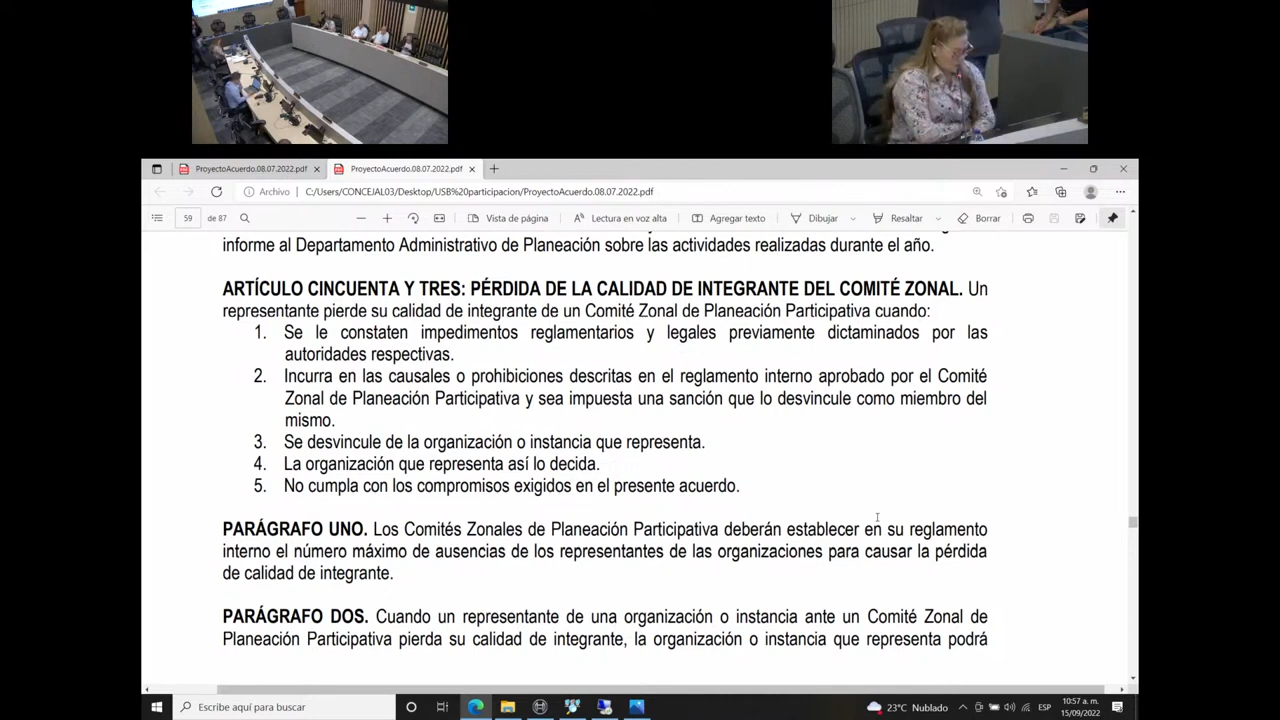 ProyectoAcuerdo.08.07.2022.pdf
ProyectoAcuerdo.08.07.2022.pdf
Archivo C:/Users/CONCEJAL03/Desktop/USB%20participacion/ProyectoAcuerdo.08.07.2022.pdf
59 de 87 Vista de página Lectura en voz alta Agregar texto Dibujar Resaltar Borrar
informe al Departamento Administrativo de Planeación sobre las actividades realizadas durante el año.
ARTÍCULO CINCUENTA Y TRES: PÉRDIDA DE LA CALIDAD DE INTEGRANTE DEL COMITÉ ZONAL. Un
representante pierde su calidad de integrante de un Comité Zonal de Planeación Participativa cuando:
1. Se le constaten impedimentos reglamentarios y legales previamente dictaminados por las
autoridades respectivas.
2. Incurra en las causales o prohibiciones descritas en el reglamento interno aprobado por el Comité
Zonal de Planeación Participativa y sea impuesta una sanción que lo desvincule como miembro del
mismo.
3. Se desvincule de la organización o instancia que representa.
4. La organización que representa así lo decida.
5. No cumpla con los compromisos exigidos en el presente acuerdo.
PARÁGRAFO UNO. Los Comités Zonales de Planeación Participativa deberán establecer en su reglamento
interno el número máximo de ausencias de los representantes de las organizaciones para causar la pérdida
de calidad de integrante.
PARÁGRAFO DOS. Cuando un representante de una organización o instancia ante un Comité Zonal de
Planeación Participativa pierda su calidad de integrante, la organización o instancia que representa podrá
Escribe aquí para buscar
23°C Nublado
ESP
10:57 a. m.
15/09/2022